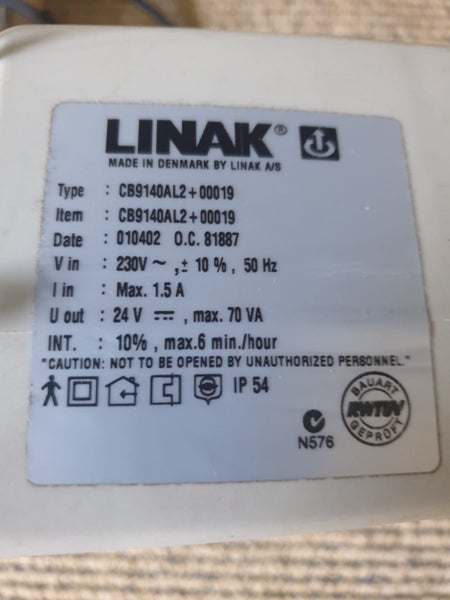 LINAK®
MADE IN DENMARK BY LINAK A/S
Type : CB9140AL2+00019
Item : CB9140AL2+00019
Date : 010402 O.C. 81887
V in : 230V ~ , ± 10 % , 50 Hz
I in : Max. 1.5 A
U out : 24 V ⎓ , max. 70 VA
INT. : 10% , max.6 min./hour
"CAUTION: NOT TO BE OPENED BY UNAUTHORIZED PERSONNEL."
IP 54
N576
BAUART
RWTÜV
GEPRÜFT